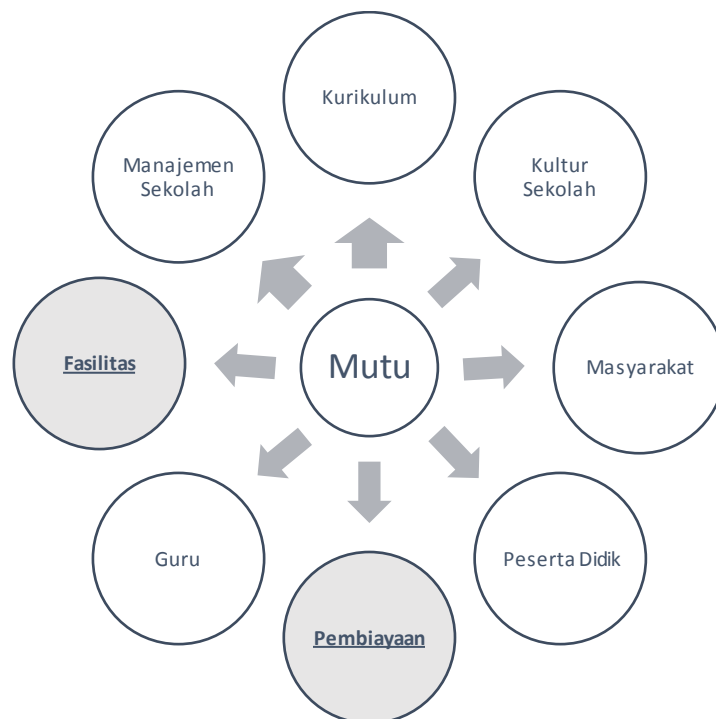 Kurikulum
Kultur
Sekolah
Masyarakat
Peserta Didik
Pembiayaan
Guru
Fasilitas
Manajemen
Sekolah
Mutu